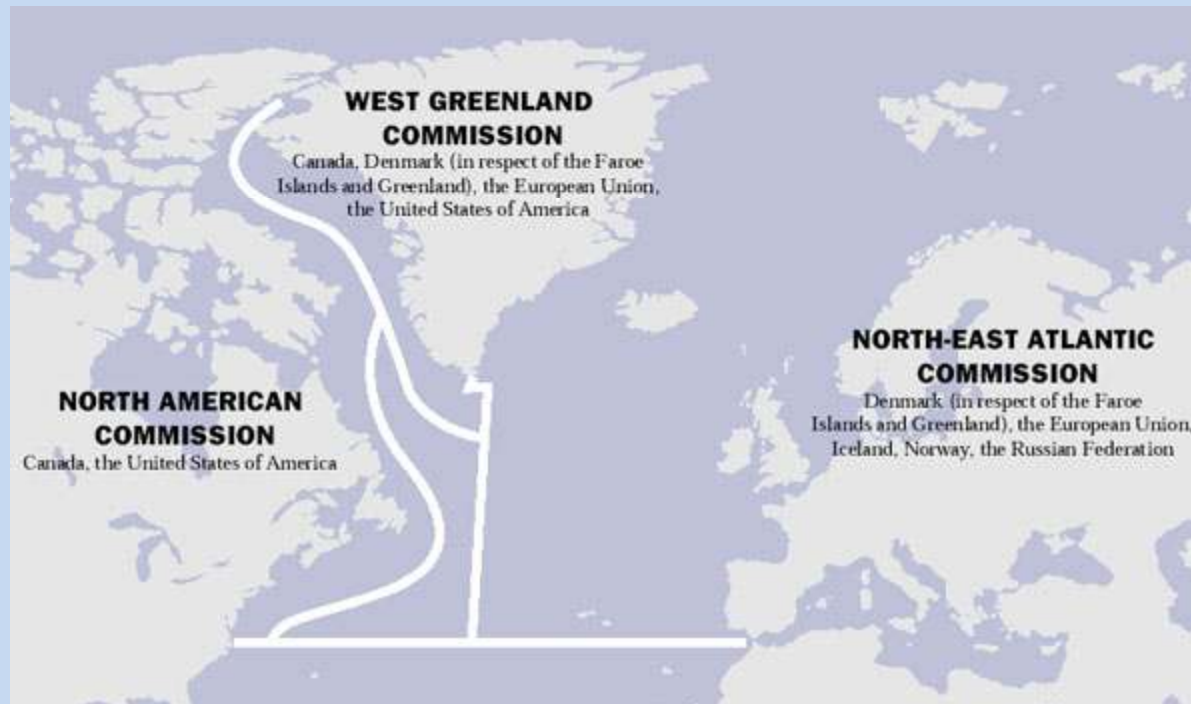 WEST GREENLAND
COMMISSION
Canada, Denmark (in respect of the Faroe
Islands and Greenland), the European Union,
the United States of America
NORTH-EAST ATLANTIC
COMMISSION
Denmark (in respect of the Faroe
Islands and Greenland), the European Union,
Iceland, Norway, the Russian Federation
NORTH AMERICAN
COMMISSION
Canada, the United States of America